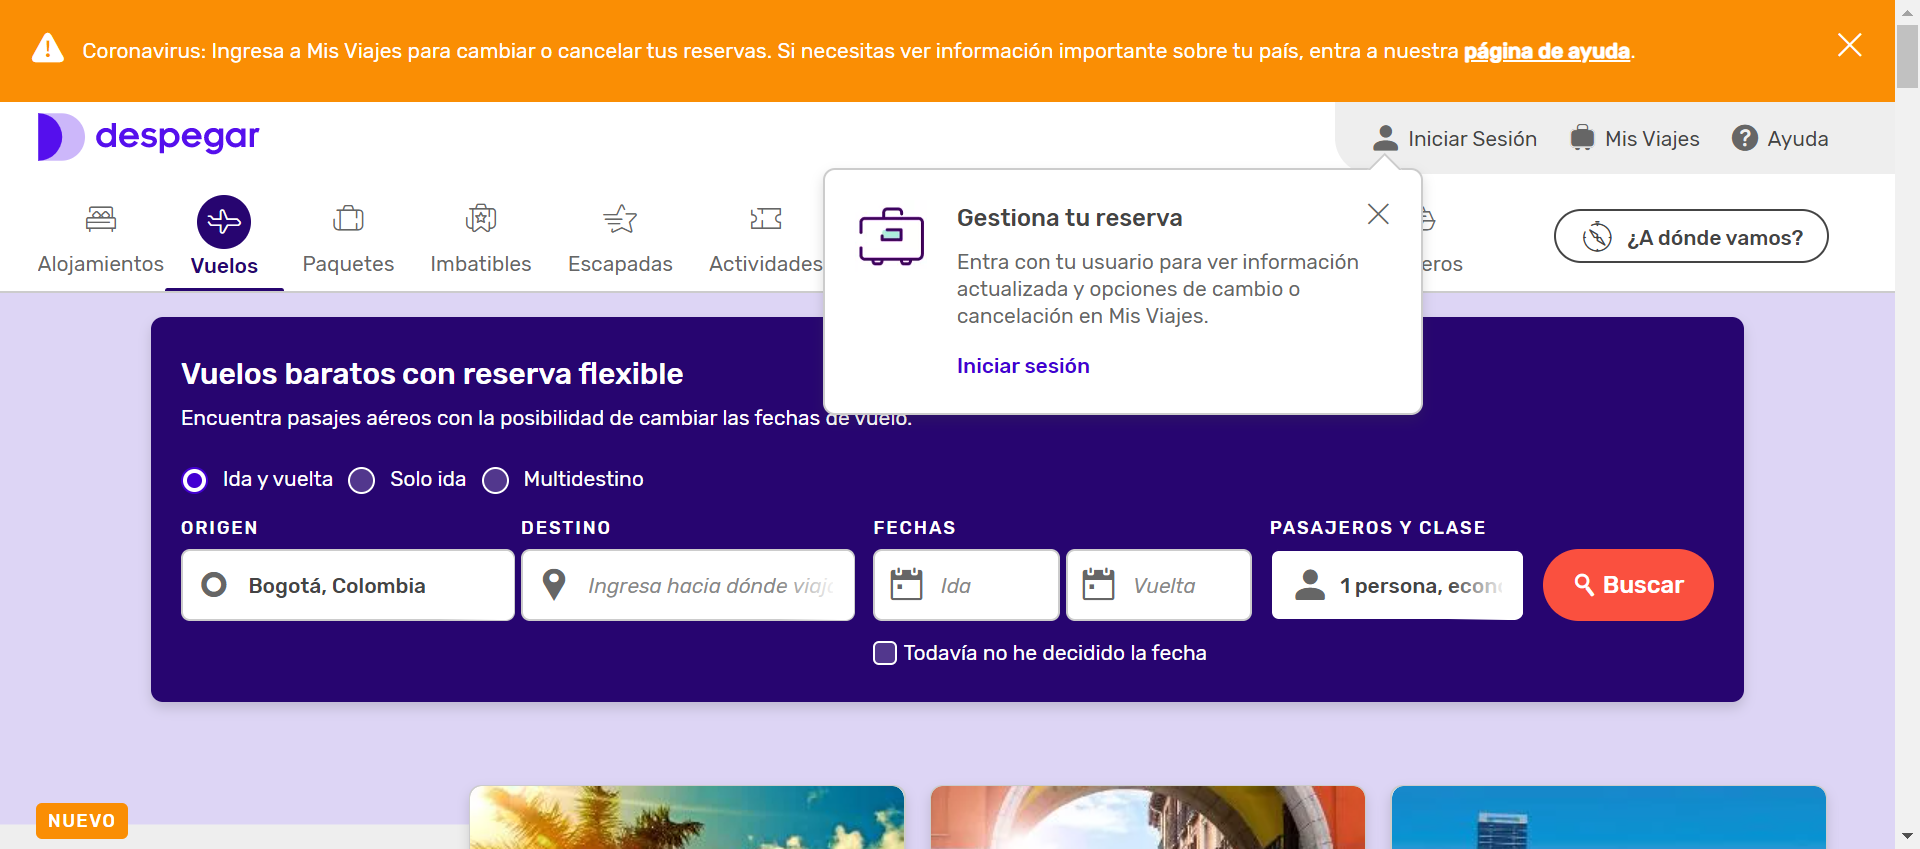 Coronavirus: Ingresa a Mis Viajes para cambiar o cancelar tus reservas. Si necesitas ver información importante sobre tu país, entra a nuestra página de ayuda.
despegar
Iniciar Sesión
Mis Viajes
Ayuda
Alojamientos
Vuelos
Paquetes
Imbatibles
Escapadas
Actividades
eros
¿A dónde vamos?
Gestiona tu reserva
Entra con tu usuario para ver información
actualizada y opciones de cambio o
cancelación en Mis Viajes.
Iniciar sesión
Vuelos baratos con reserva flexible
Encuentra pasajes aéreos con la posibilidad de cambiar las fechas de vuelo.
Ida y vuelta
Solo ida
Multidestino
ORIGEN
DESTINO
FECHAS
PASAJEROS Y CLASE
Bogotá, Colombia
Ingresa hacia dónde viaja
Ida
Vuelta
1 persona, econ
Buscar
Todavía no he decidido la fecha
NUEVO